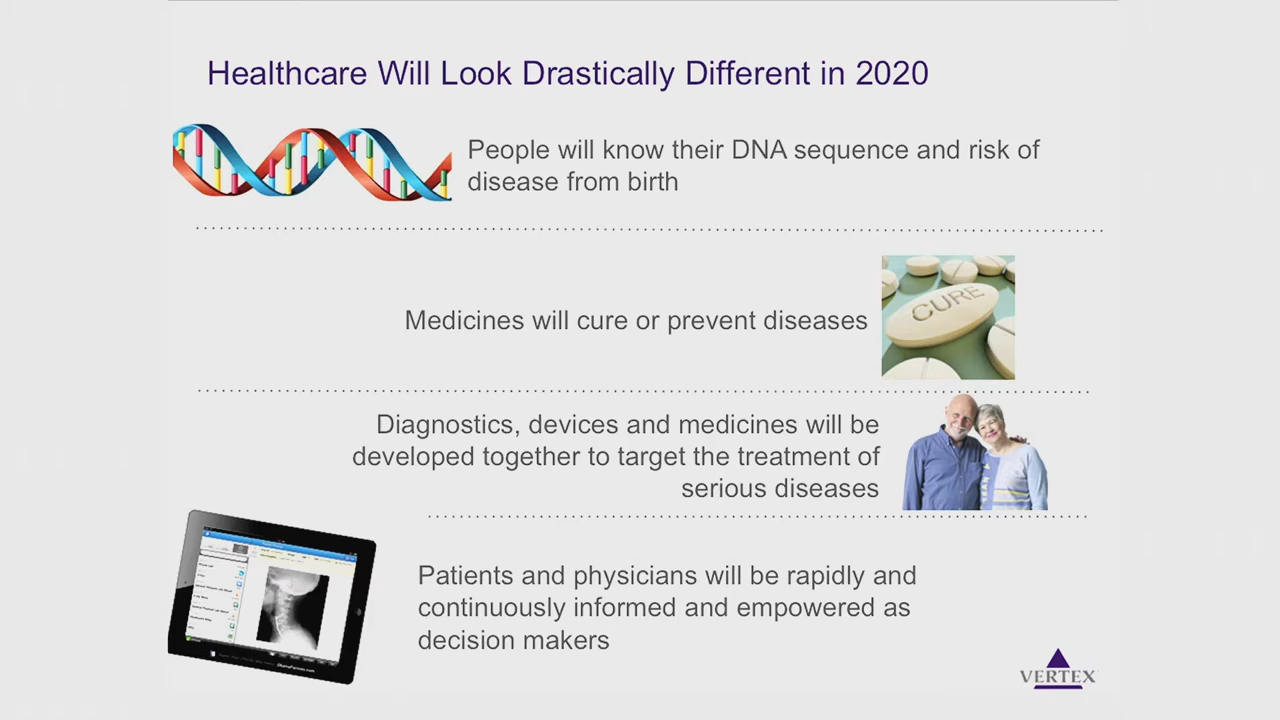 Healthcare Will Look Drastically Different in 2020
People will know their DNA sequence and risk of
disease from birth
Medicines will cure or prevent diseases
CURE
Diagnostics, devices and medicines will be
developed together to target the treatment of
serious diseases
Patients and physicians will be rapidly and
continuously informed and empowered as
decision makers
VERTEX